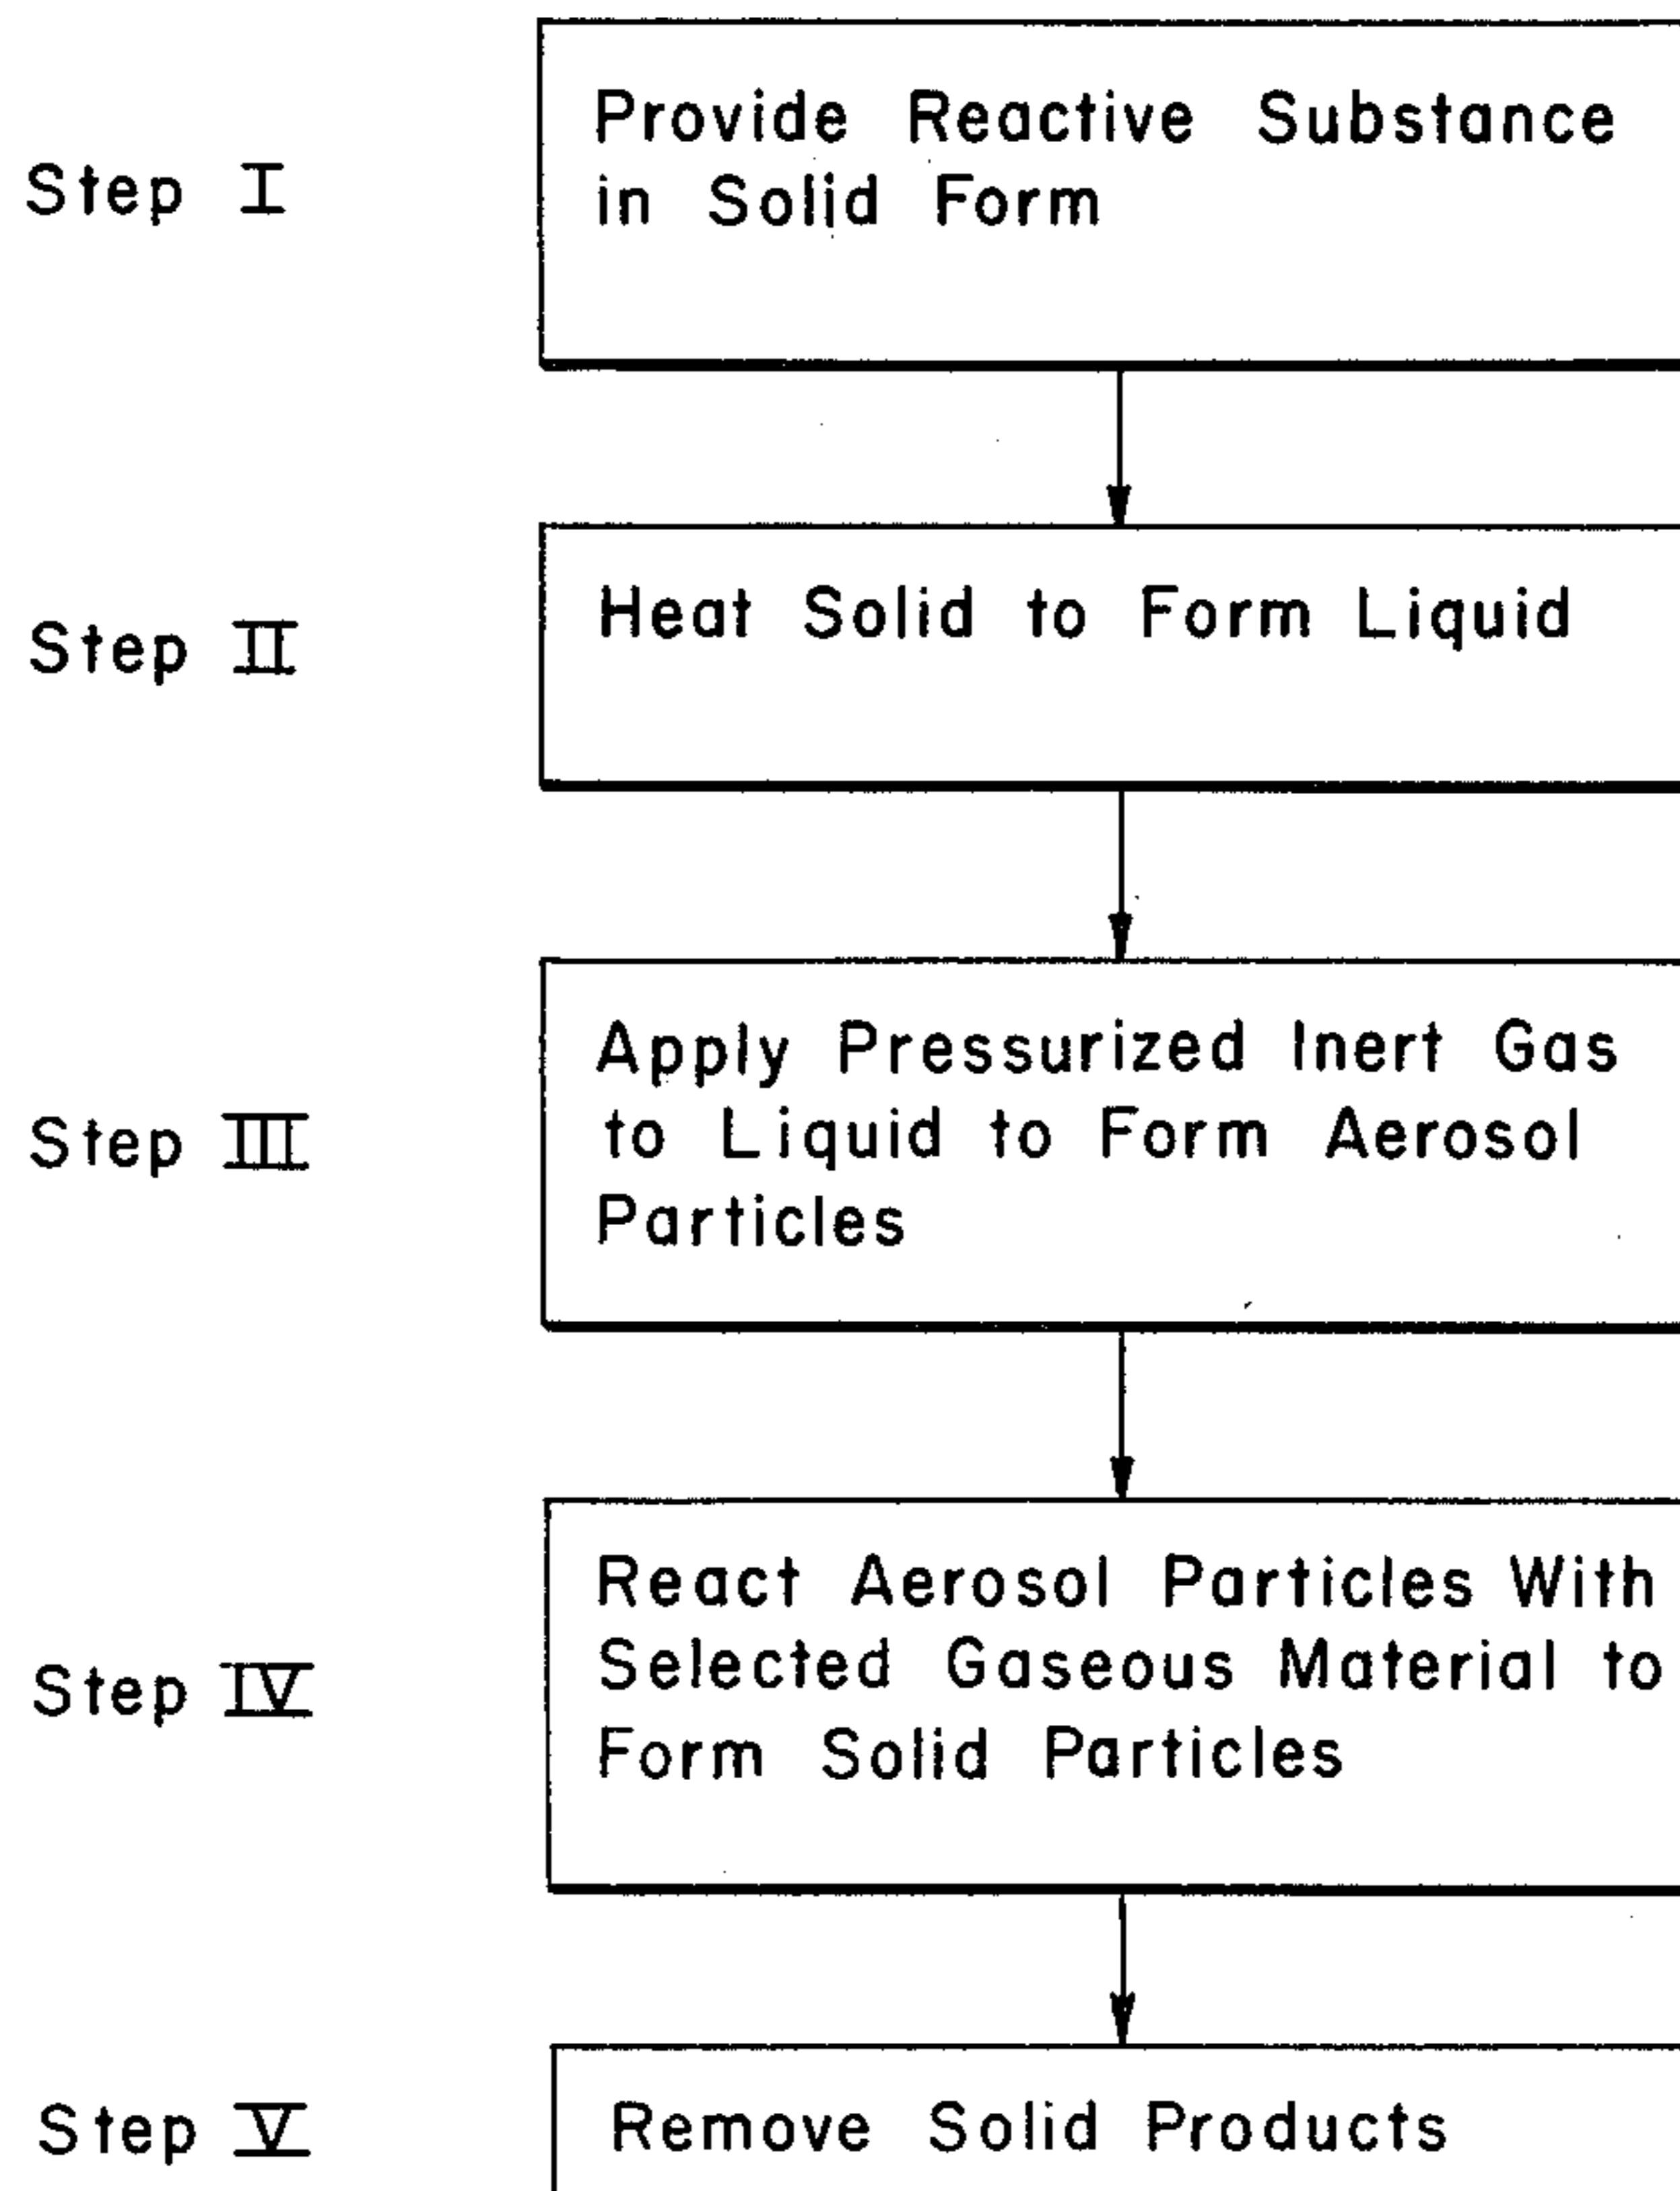 Step I
Provide Reactive Substance
in Solid Form
Step II
Heat Solid to Form Liquid
Step III
Apply Pressurized Inert Gas
to Liquid to Form Aerosol
Particles
Step IV
React Aerosol Particles With
Selected Gaseous Material to
Form Solid Particles
Step V
Remove Solid Products